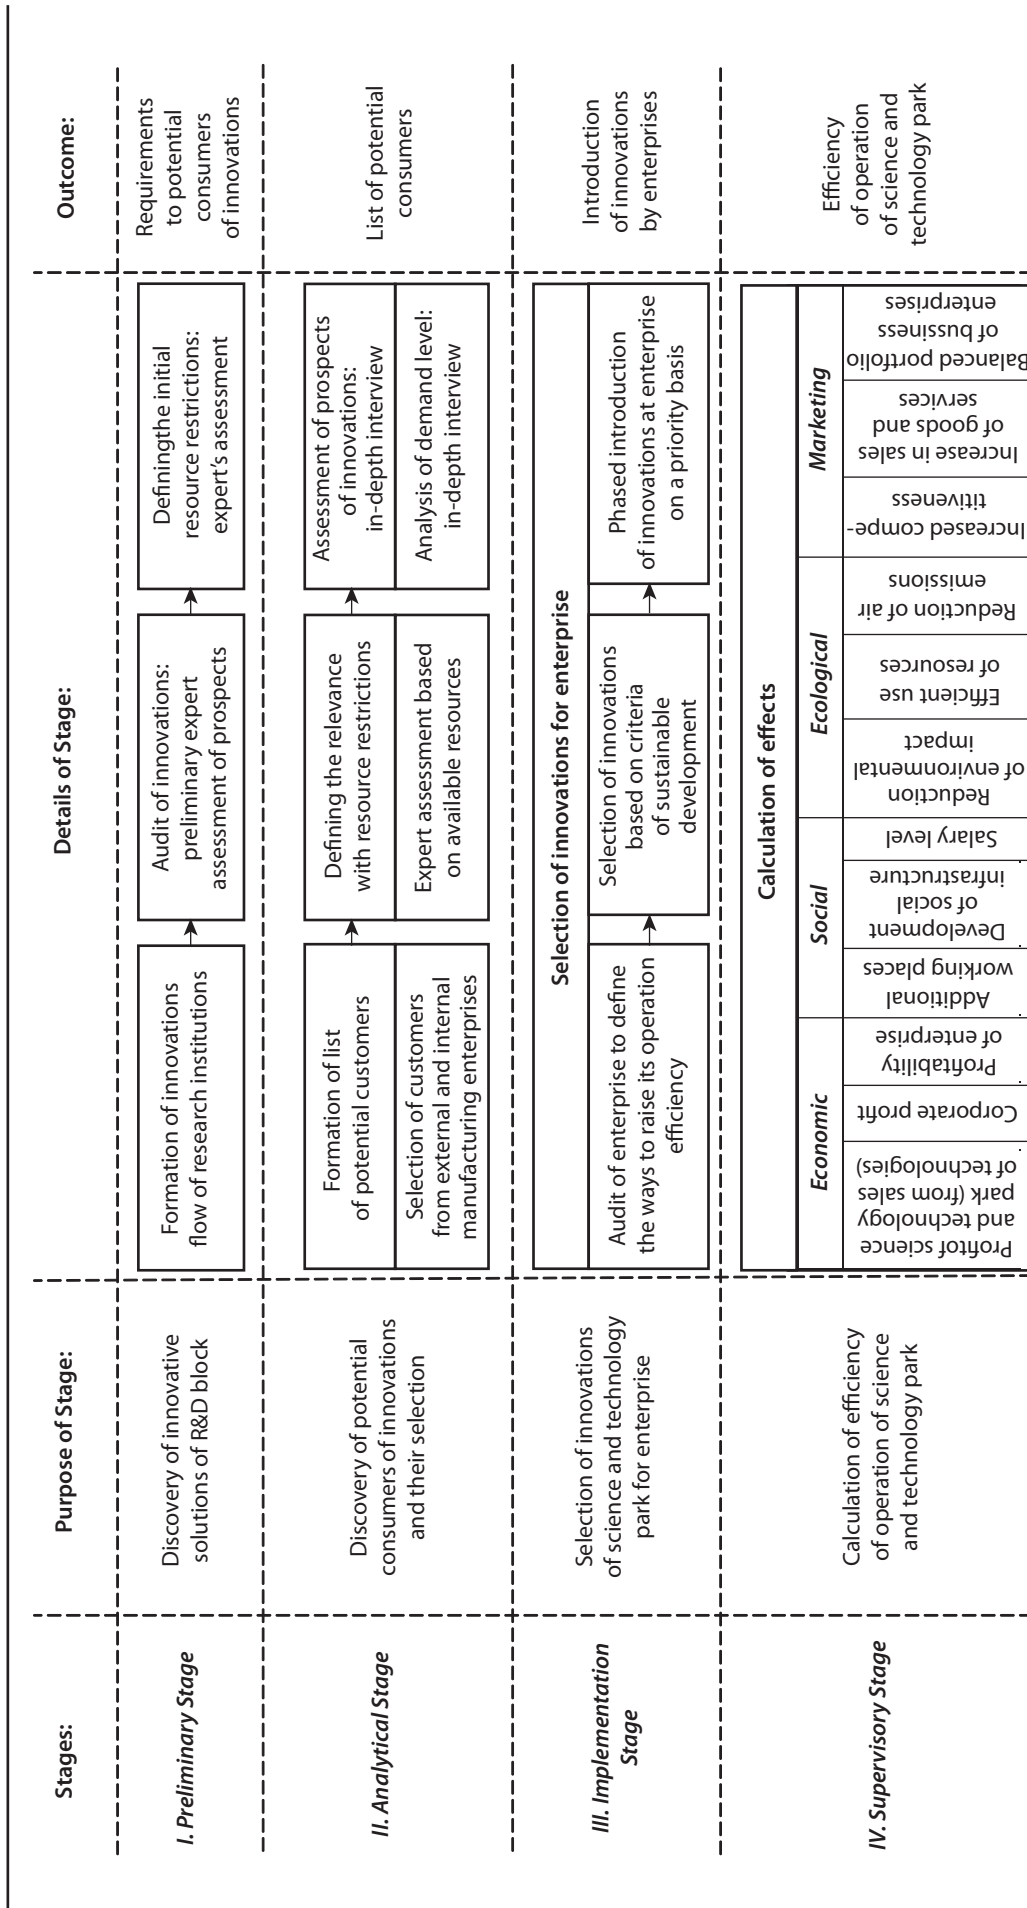 Stages:
Purpose of Stage:
Details of Stage:
Outcome:
I. Preliminary Stage
Discovery of innovative
solutions of R&D block
Formation of innovations
flow of research institutions
Audit of innovations:
preliminary expert
assessment of prospects
Definingthe initial
resource restrictions:
expert's assessment
Requirements
to potential
consumers
of innovations
II. Analytical Stage
Discovery of potential
consumers of innovations
and their selection
Formation of list
of potential customers
Selection of customers
from external and internal
manufacturing enterprises
Defining the relevance
with resource restrictions
Expert assessment based
on available resources
Assessment of prospects
of innovations:
in-depth interview
Analysis of demand level:
in-depth interview
List of potential
consumers
III. Implementation
Stage
Selection of innovations
of science and technology
park for enterprise
Selection of innovations for enterprise
Audit of enterprise to define
the ways to raise its operation
efficiency
Selection of innovations
based on criteria
of sustainable
development
Phased introduction
of innovations at enterprise
on a priority basis
Introduction
of innovations
by enterprises
IV. Supervisory Stage
Calculation of efficiency
of operation of science
and technology park
Calculation of effects
Economic
Social
Ecological
Marketing
Profitof science
and technology
park (from sales
of technologies)
Corporate profit
Profitability
of enterprise
Additional
working places
Development
of social
infrastructure
Salary level
Reduction
of environmental
impact
Efficient use
of resources
Reduction of air
emissions
Increased compe-
titiveness
Increase in sales
of goods and
services
Balanced portfolio
of bussiness
enterprises
Efficiency
of operation
of science and
technology park